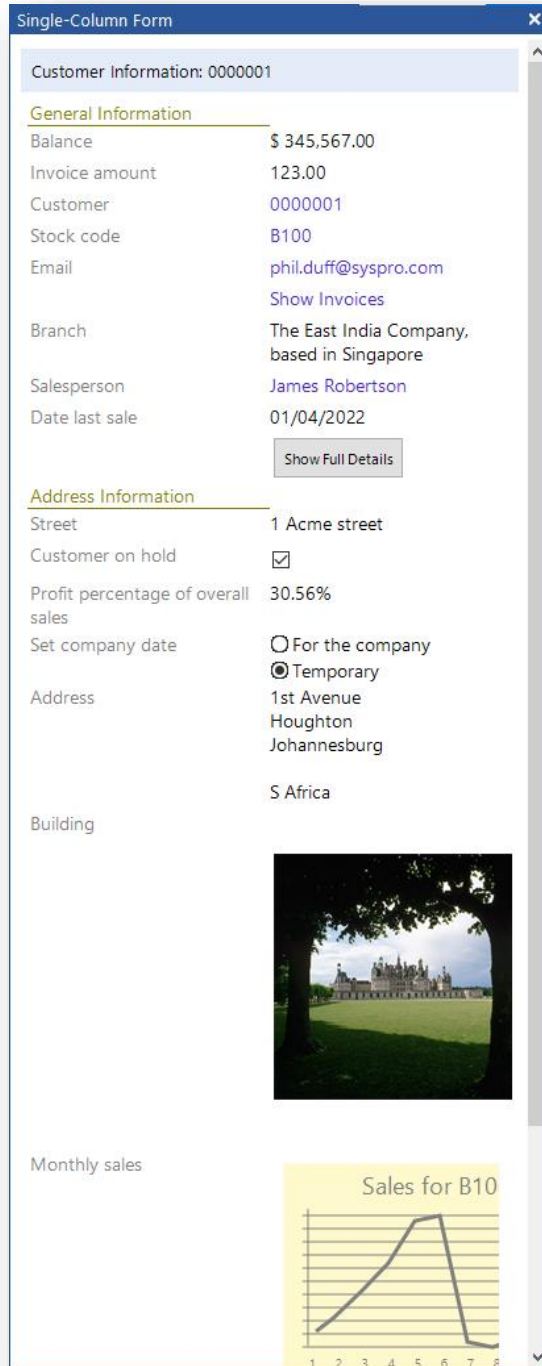 Single-Column Form
Customer Information: 0000001
General Information
Balance $ 345,567.00
Invoice amount 123.00
Customer 0000001
Stock code B100
Email phil.duff@syspro.com
Show Invoices
Branch The East India Company,
based in Singapore
Salesperson James Robertson
Date last sale 01/04/2022
Show Full Details
Address Information
Street 1 Acme street
Customer on hold
Profit percentage of overall 30.56%
sales
Set company date For the company
Temporary
Address 1st Avenue
Houghton
Johannesburg
S Africa
Building
Monthly sales
Sales for B10
1 2 3 4 5 6 7 8